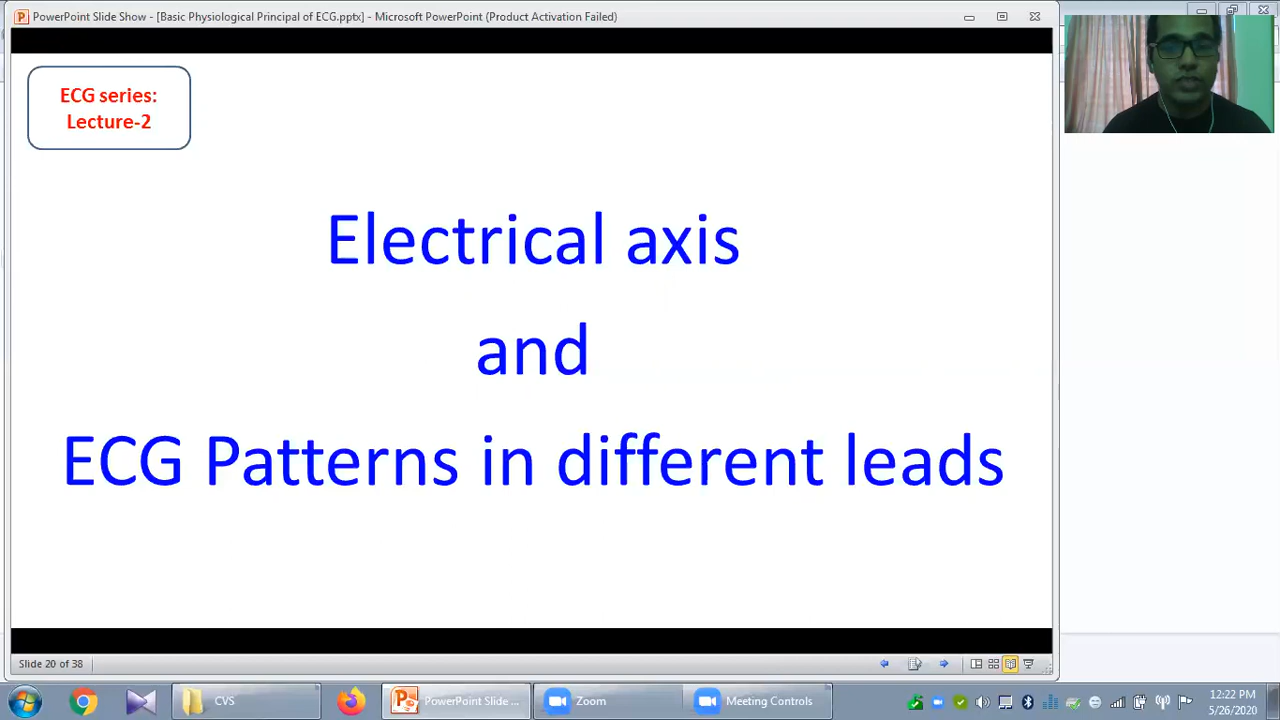 PowerPoint Slide Show - [Basic Physiological Principal of ECG.pptx] - Microsoft PowerPoint (Product Activation Failed)
ECG series:
Lecture-2
Electrical axis
and
ECG Patterns in different leads
Slide 20 of 38
CVS
PowerPoint Slide ...
Zoom
Meeting Controls
12:22 PM
5/26/2020